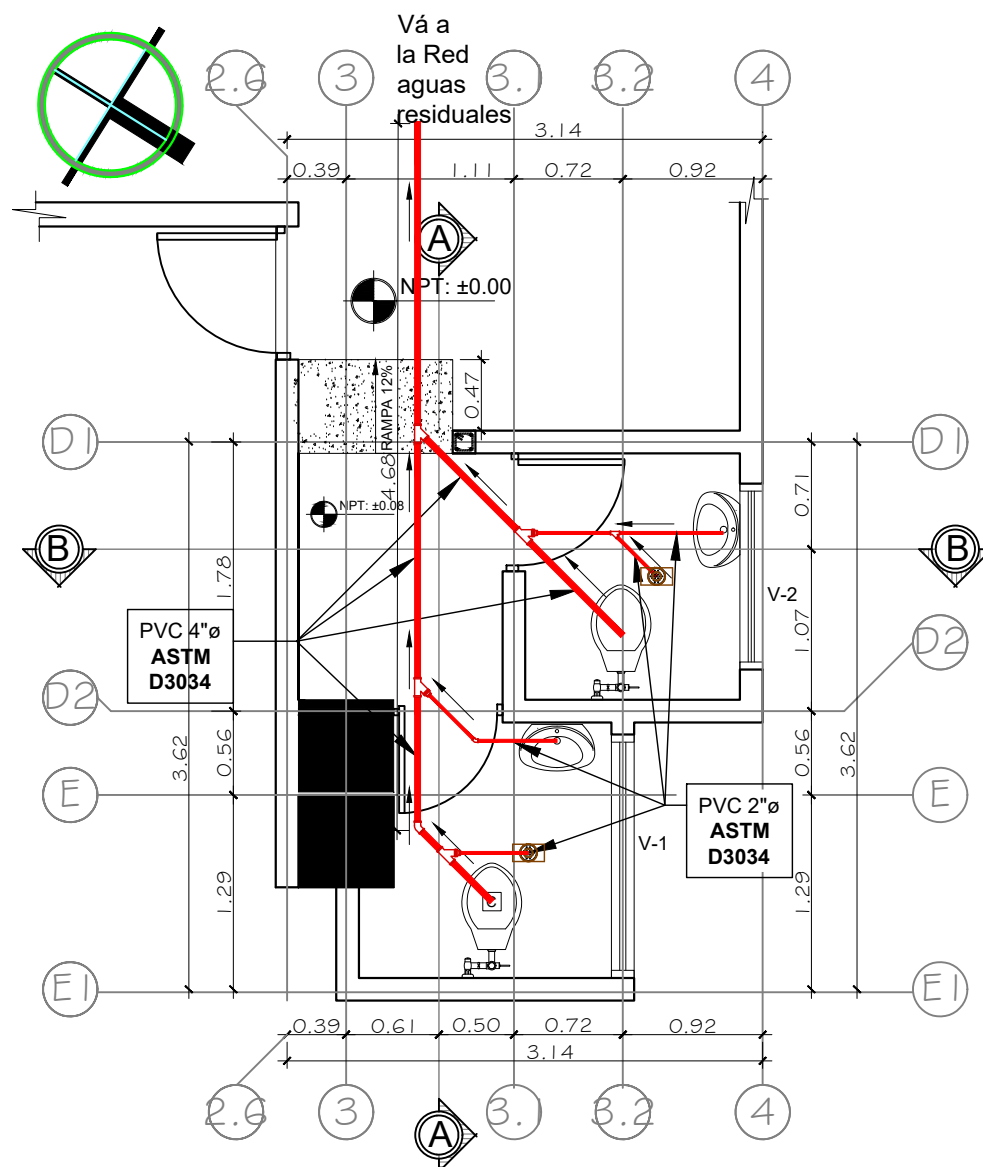 Vá a
la Red
aguas
residuales
2.6
3
3.1
3.2
4
3.14
0.39
1.11
0.72
0.92
A
NPT: ±0.00
RAMPA 12%
0.47
4.68
D1
D1
NPT: ±0.08
0.71
B
B
1.78
V-2
1.07
PVC 4"ø
ASTM
D3034
D2
D2
3.62
0.56
0.56
3.62
E
E
PVC 2"ø
ASTM
D3034
V-1
1.29
1.29
E1
E1
0.39
0.61
0.50
0.72
0.92
3.14
2.6
3
3.1
3.2
4
A